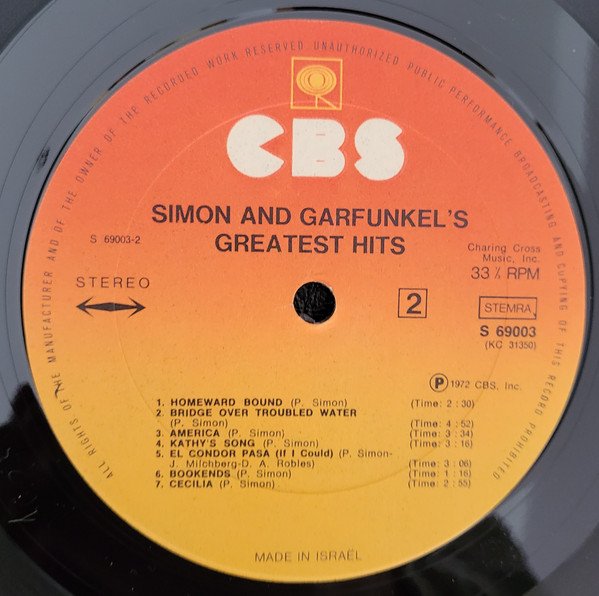 ALL RIGHTS OF THE MANUFACTURER AND OF THE OWNER OF THE RECORDED WORK RESERVED UNAUTHORIZED PUBLIC PERFORMANCE BROADCASTING AND COPYING OF THIS RECORD PROHIBITED
CBS
SIMON AND GARFUNKEL'S
GREATEST HITS
S 69003-2
Charing Cross
Music, Inc.
33⅓ RPM
STEREO
2
STEMRA
S 69003
(KC 31350)
Ⓟ 1972 CBS, Inc.
1. HOMEWARD BOUND (P. Simon) (Time: 2 : 30)
2. BRIDGE OVER TROUBLED WATER
(P. Simon) (Time: 4 : 52)
3. AMERICA (P. Simon) (Time: 3 : 34)
4. KATHY'S SONG (P. Simon) (Time: 3 : 16)
5. EL CONDOR PASA (If I Could) (P. Simon-
J. Milchberg-D. A. Robles) (Time: 3 : 06)
6. BOOKENDS (P. Simon) (Time: 1 : 16)
7. CECILIA (P. Simon) (Time: 2 : 55)
MADE IN ISRAËL